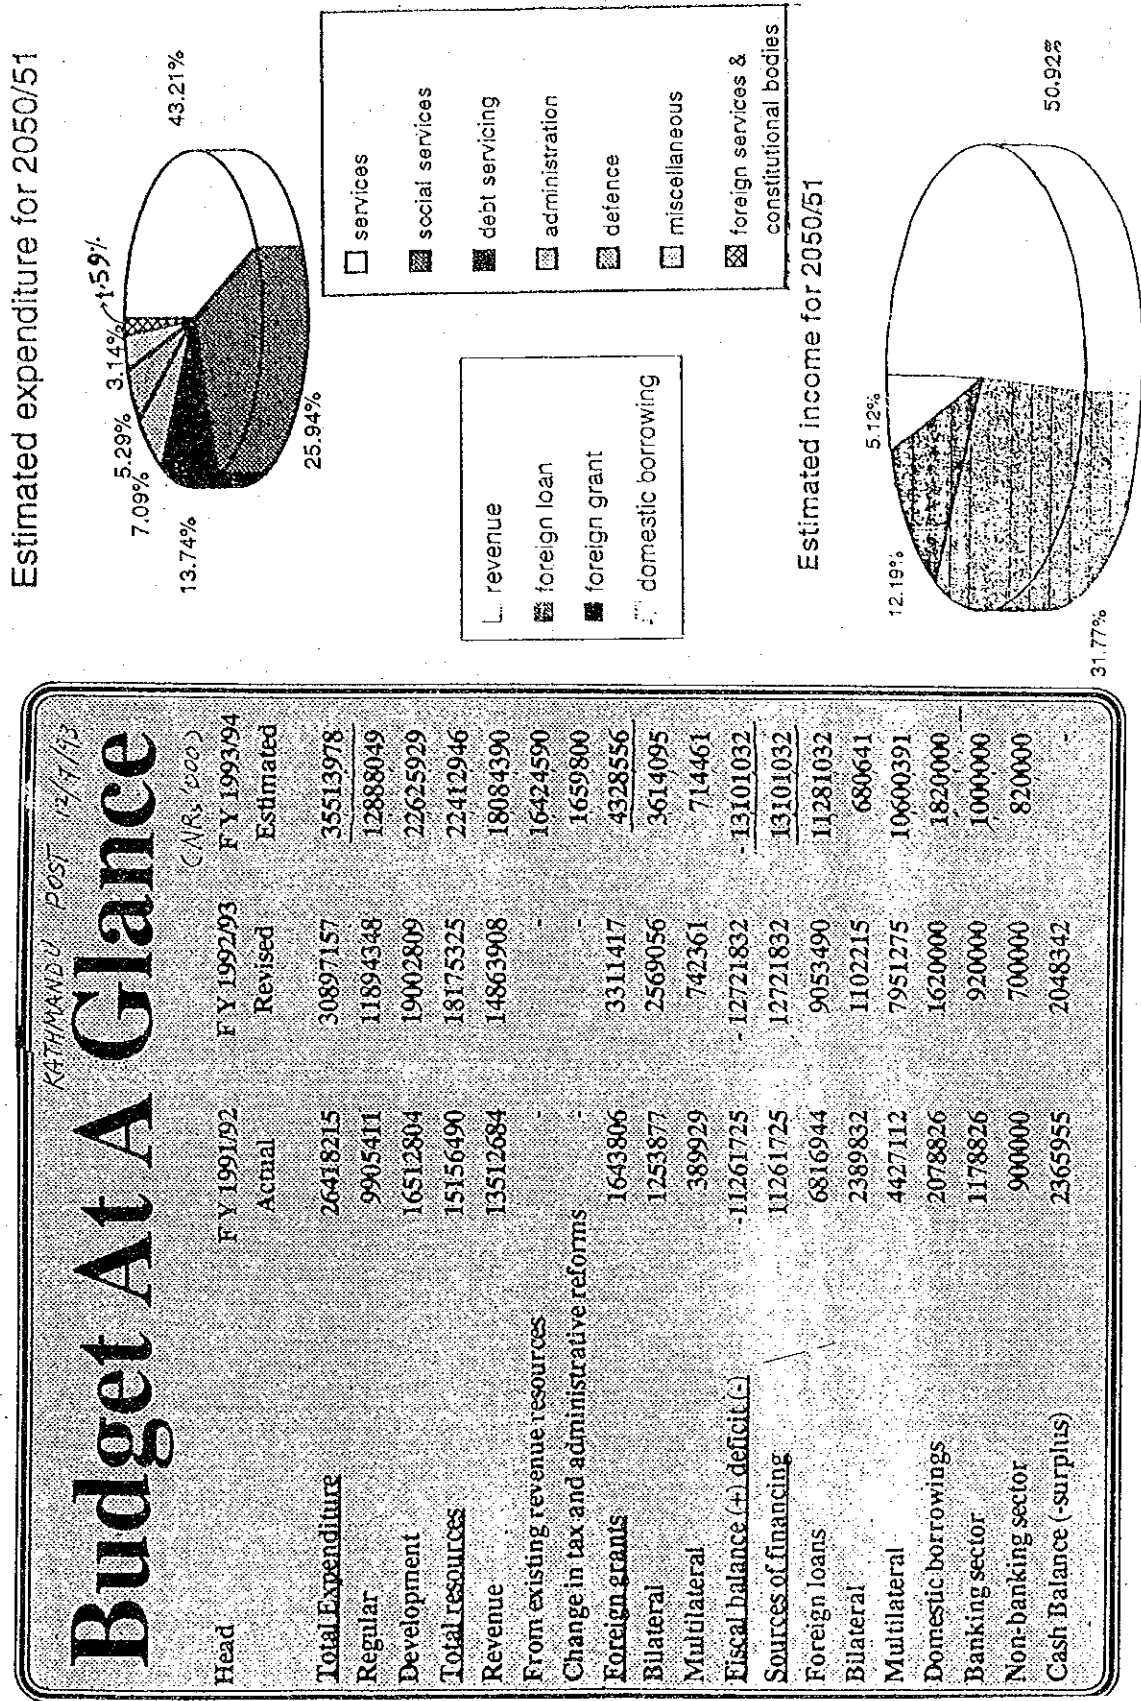 KATHMANDU POST 12/7/93
Budget At A Glance
(NRs '000)
Head FY 1991/92 FY 1992/93 FY 1993/94
Actual Revised Estimated
Total Expenditure 26418215 30897157 35513978
Regular 9905411 11894348 12888049
Development 16512804 19002809 22625929
Total resources 15156490 18175325 22412946
Revenue 13512684 14863908 18084390
From existing revenue resources - - 16424590
Change in tax and administrative reforms - - 1659800
Foreign grants 1643806 3311417 4328556
Bilateral 1253877 2569056 3614095
Multilateral 389929 742361 714461
Fiscal balance (+) deficit (-) -11261725 -12721832 -13101032
Sources of financing 11261725 12721832 13101032
Foreign loans 6816944 9053490 11281032
Bilateral 2389832 1102215 680641
Multilateral 4427112 7951275 10600391
Domestic borrowings 2078826 1620000 1820000
Banking sector 1178826 920000 1000000
Non-banking sector 900000 700000 820000
Cash Balance (-surplus) 2365955 2048342 -
Estimated expenditure for 2050/51
43.21%
1.59%
3.14%
5.29%
7.09%
13.74%
25.94%
services
social services
debt servicing
administration
defence
miscellaneous
foreign services &
constitutional bodies
revenue
foreign loan
foreign grant
domestic borrowing
Estimated income for 2050/51
5.12%
12.19%
50.92%
31.77%